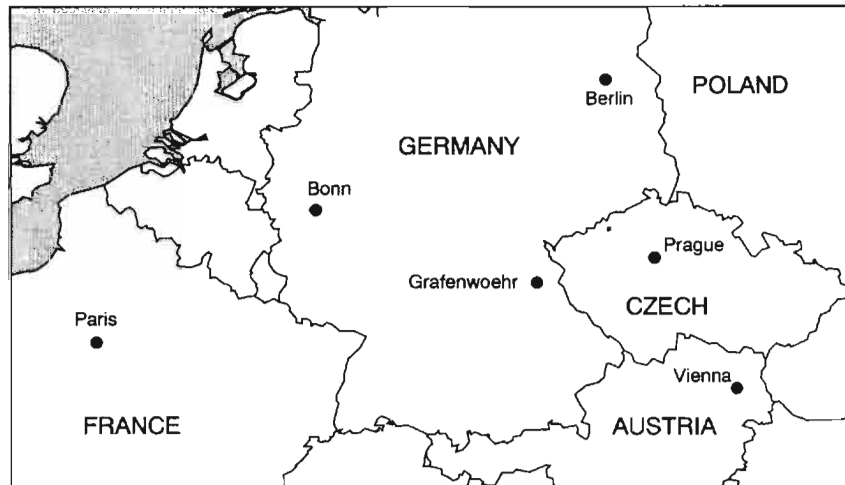 POLAND
Berlin
GERMANY
Bonn
Prague
Grafenwoehr
CZECH
Paris
Vienna
FRANCE
AUSTRIA